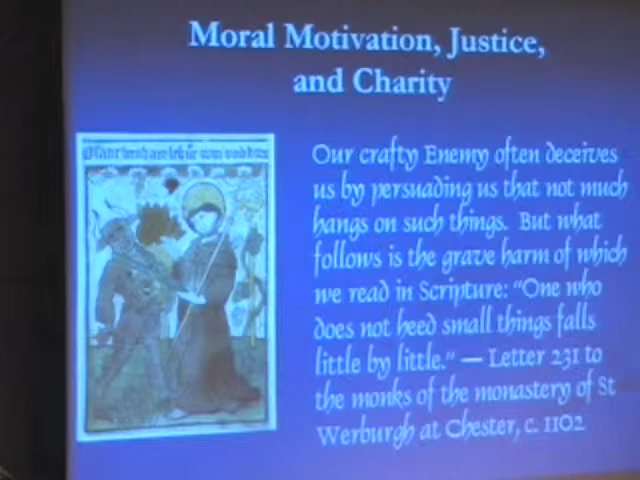 Moral Motivation, Justice,
and Charity
Our crafty Enemy often deceives
us by persuading us that not much
hangs on such things. But what
follows is the grave harm of which
we read in Scripture: "One who
does not heed small things falls
little by little." — Letter 231 to
the monks of the monastery of St
Werburgh at Chester, c. 1102